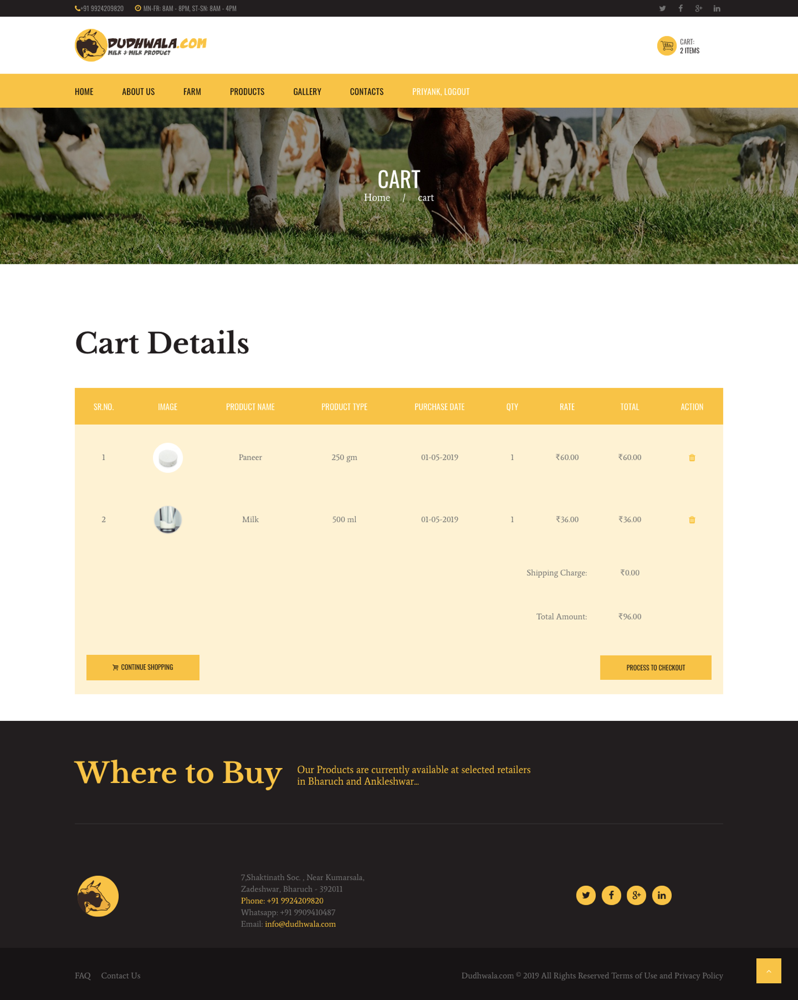 +91 9924209820 MN-FR: 8AM - 8PM, ST-SN: 8AM - 4PM
DUDHWALA.COM
MILK & MILK PRODUCT
CART:
2 ITEMS
HOME ABOUT US FARM PRODUCTS GALLERY CONTACTS PRIYANK, LOGOUT
CART
Home / cart
Cart Details
SR.NO. IMAGE PRODUCT NAME PRODUCT TYPE PURCHASE DATE QTY RATE TOTAL ACTION
1 Paneer 250 gm 01-05-2019 1 ₹60.00 ₹60.00
2 Milk 500 ml 01-05-2019 1 ₹36.00 ₹36.00
Shipping Charge: ₹0.00
Total Amount: ₹96.00
CONTINUE SHOPPING PROCESS TO CHECKOUT
Where to Buy
Our Products are currently available at selected retailers
in Bharuch and Ankleshwar...
7,Shaktinath Soc. , Near Kumarsala,
Zadeshwar, Bharuch - 392011
Phone: +91 9924209820
Whatsapp: +91 9909410487
Email: info@dudhwala.com
FAQ Contact Us Dudhwala.com © 2019 All Rights Reserved Terms of Use and Privacy Policy